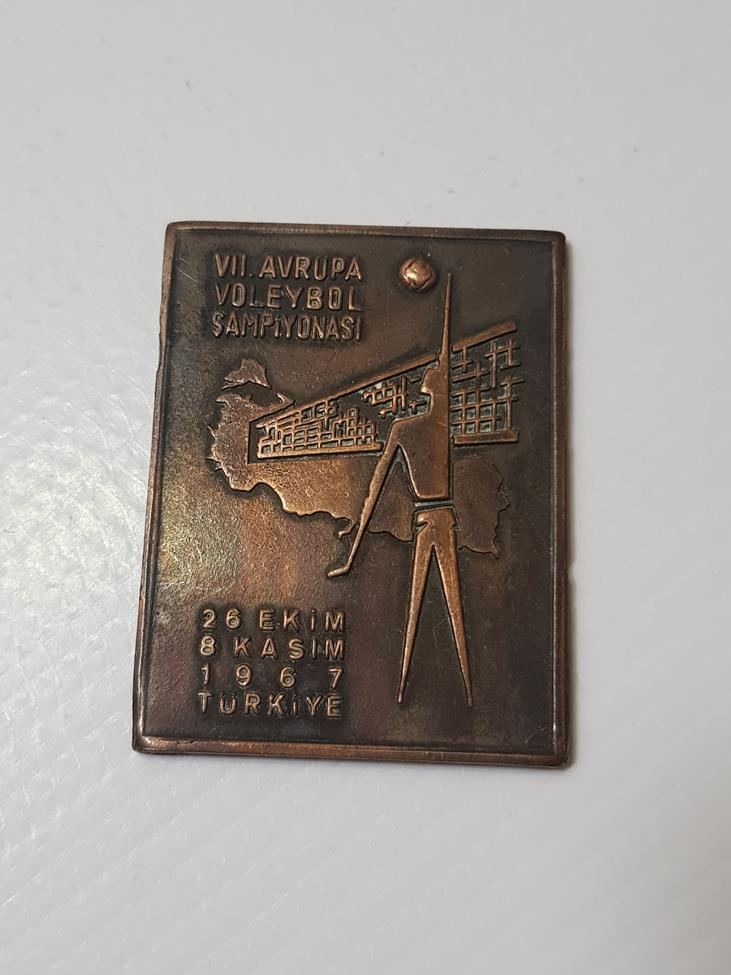 VII. AVRUPA
VOLEYBOL
ŞAMPİYONASI
26 EKİM
8 KASIM
1967
TÜRKİYE